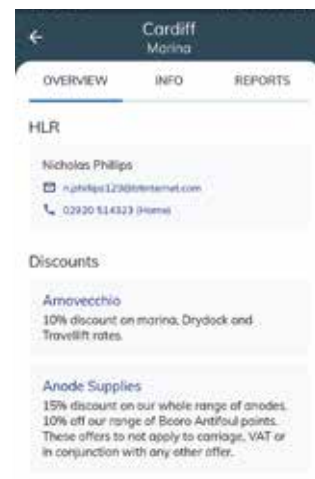 Cardiff
Marina
OVERVIEW INFO REPORTS
HLR
Nicholas Phillips
02920 514323 (Home)
Discounts
Arnovecchio
10% discount on marina, Drydock and
Travellift rates.
Anode Supplies
15% discount on our whole range of anodes.
10% off our range of Boero Antifoul paints.
These offers to not apply to carriage, VAT or
in conjunction with any other offer.